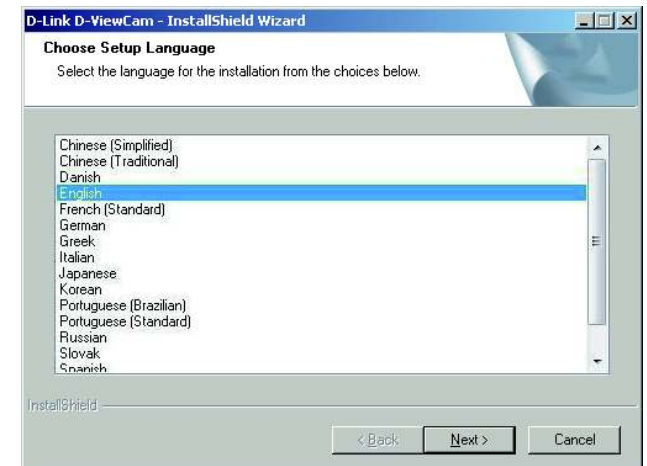 D-Link D-ViewCam - InstallShield Wizard
Choose Setup Language
Select the language for the installation from the choices below.
Chinese (Simplified)
Chinese (Traditional)
Danish
English
French (Standard)
German
Greek
Italian
Japanese
Korean
Portuguese (Brazilian)
Portuguese (Standard)
Russian
Slovak
Spanish
InstallShield
< Back
Next >
Cancel